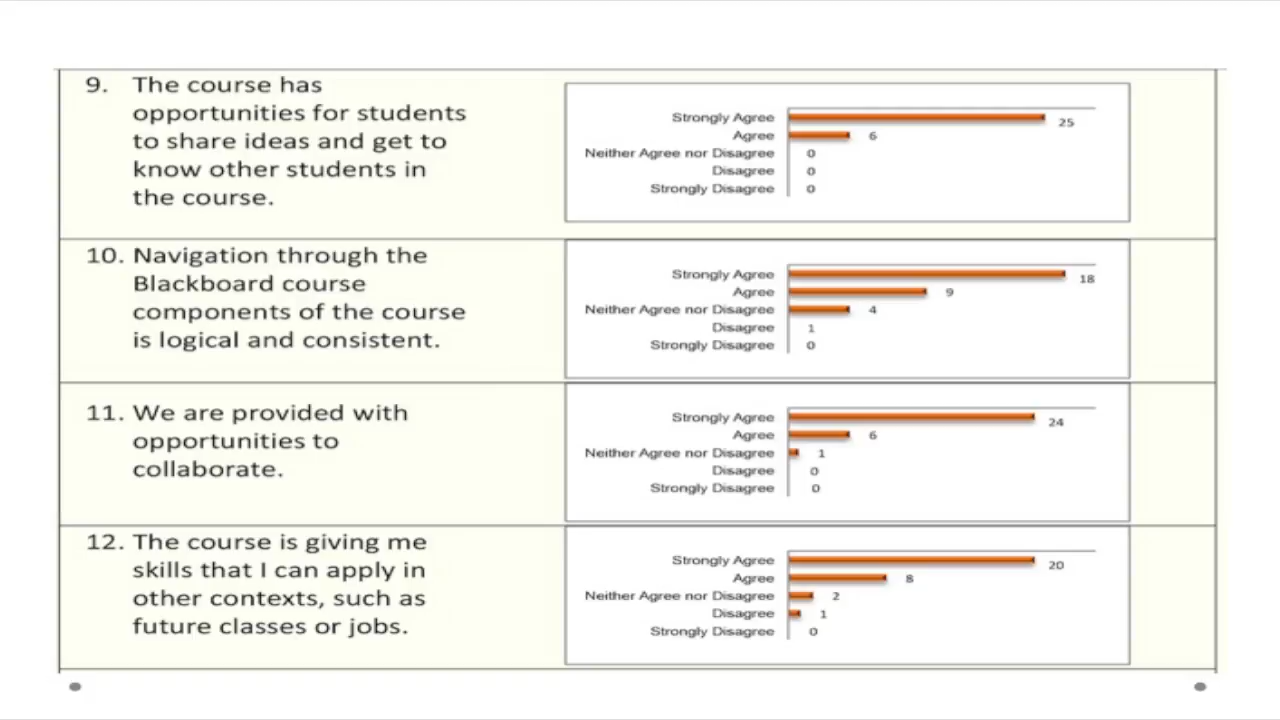 9. The course has
opportunities for students
to share ideas and get to
know other students in
the course.
Strongly Agree 25
Agree 6
Neither Agree nor Disagree 0
Disagree 0
Strongly Disagree 0
10. Navigation through the
Blackboard course
components of the course
is logical and consistent.
Strongly Agree 18
Agree 9
Neither Agree nor Disagree 4
Disagree 1
Strongly Disagree 0
11. We are provided with
opportunities to
collaborate.
Strongly Agree 24
Agree 6
Neither Agree nor Disagree 1
Disagree 0
Strongly Disagree 0
12. The course is giving me
skills that I can apply in
other contexts, such as
future classes or jobs.
Strongly Agree 20
Agree 8
Neither Agree nor Disagree 2
Disagree 1
Strongly Disagree 0